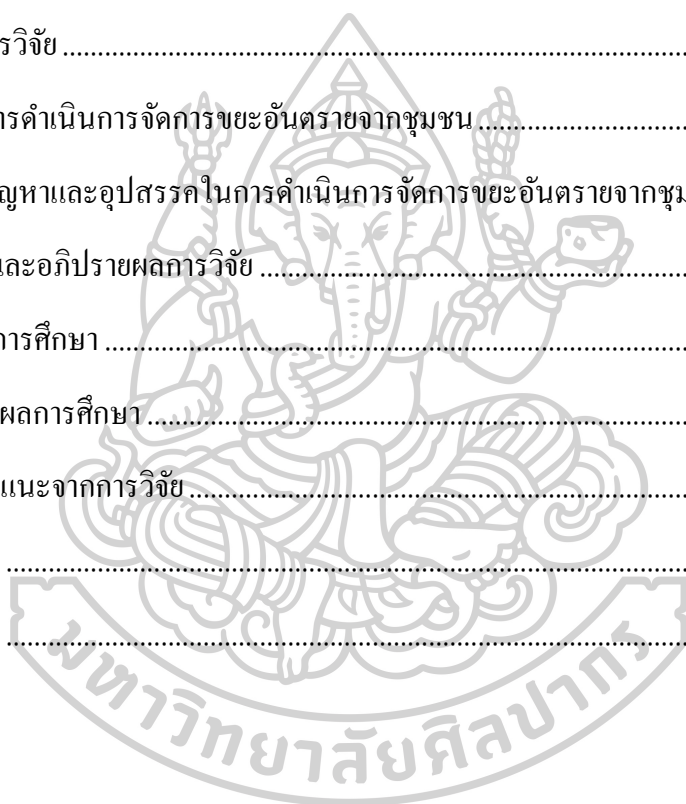 ารวิจัย ........................................................................
ารดำเนินการจัดการขยะอันตรายจากชุมชน ........................................
ญหาและอุปสรรคในการดำเนินการจัดการขยะอันตรายจากชุม
และอภิปรายผลการวิจัย ........................................................................
การศึกษา ........................................................................
ผลการศึกษา ........................................................................
แนะจากการวิจัย ........................................................................
........................................................................
........................................................................
มหาวิทยาลัยศิลปากร